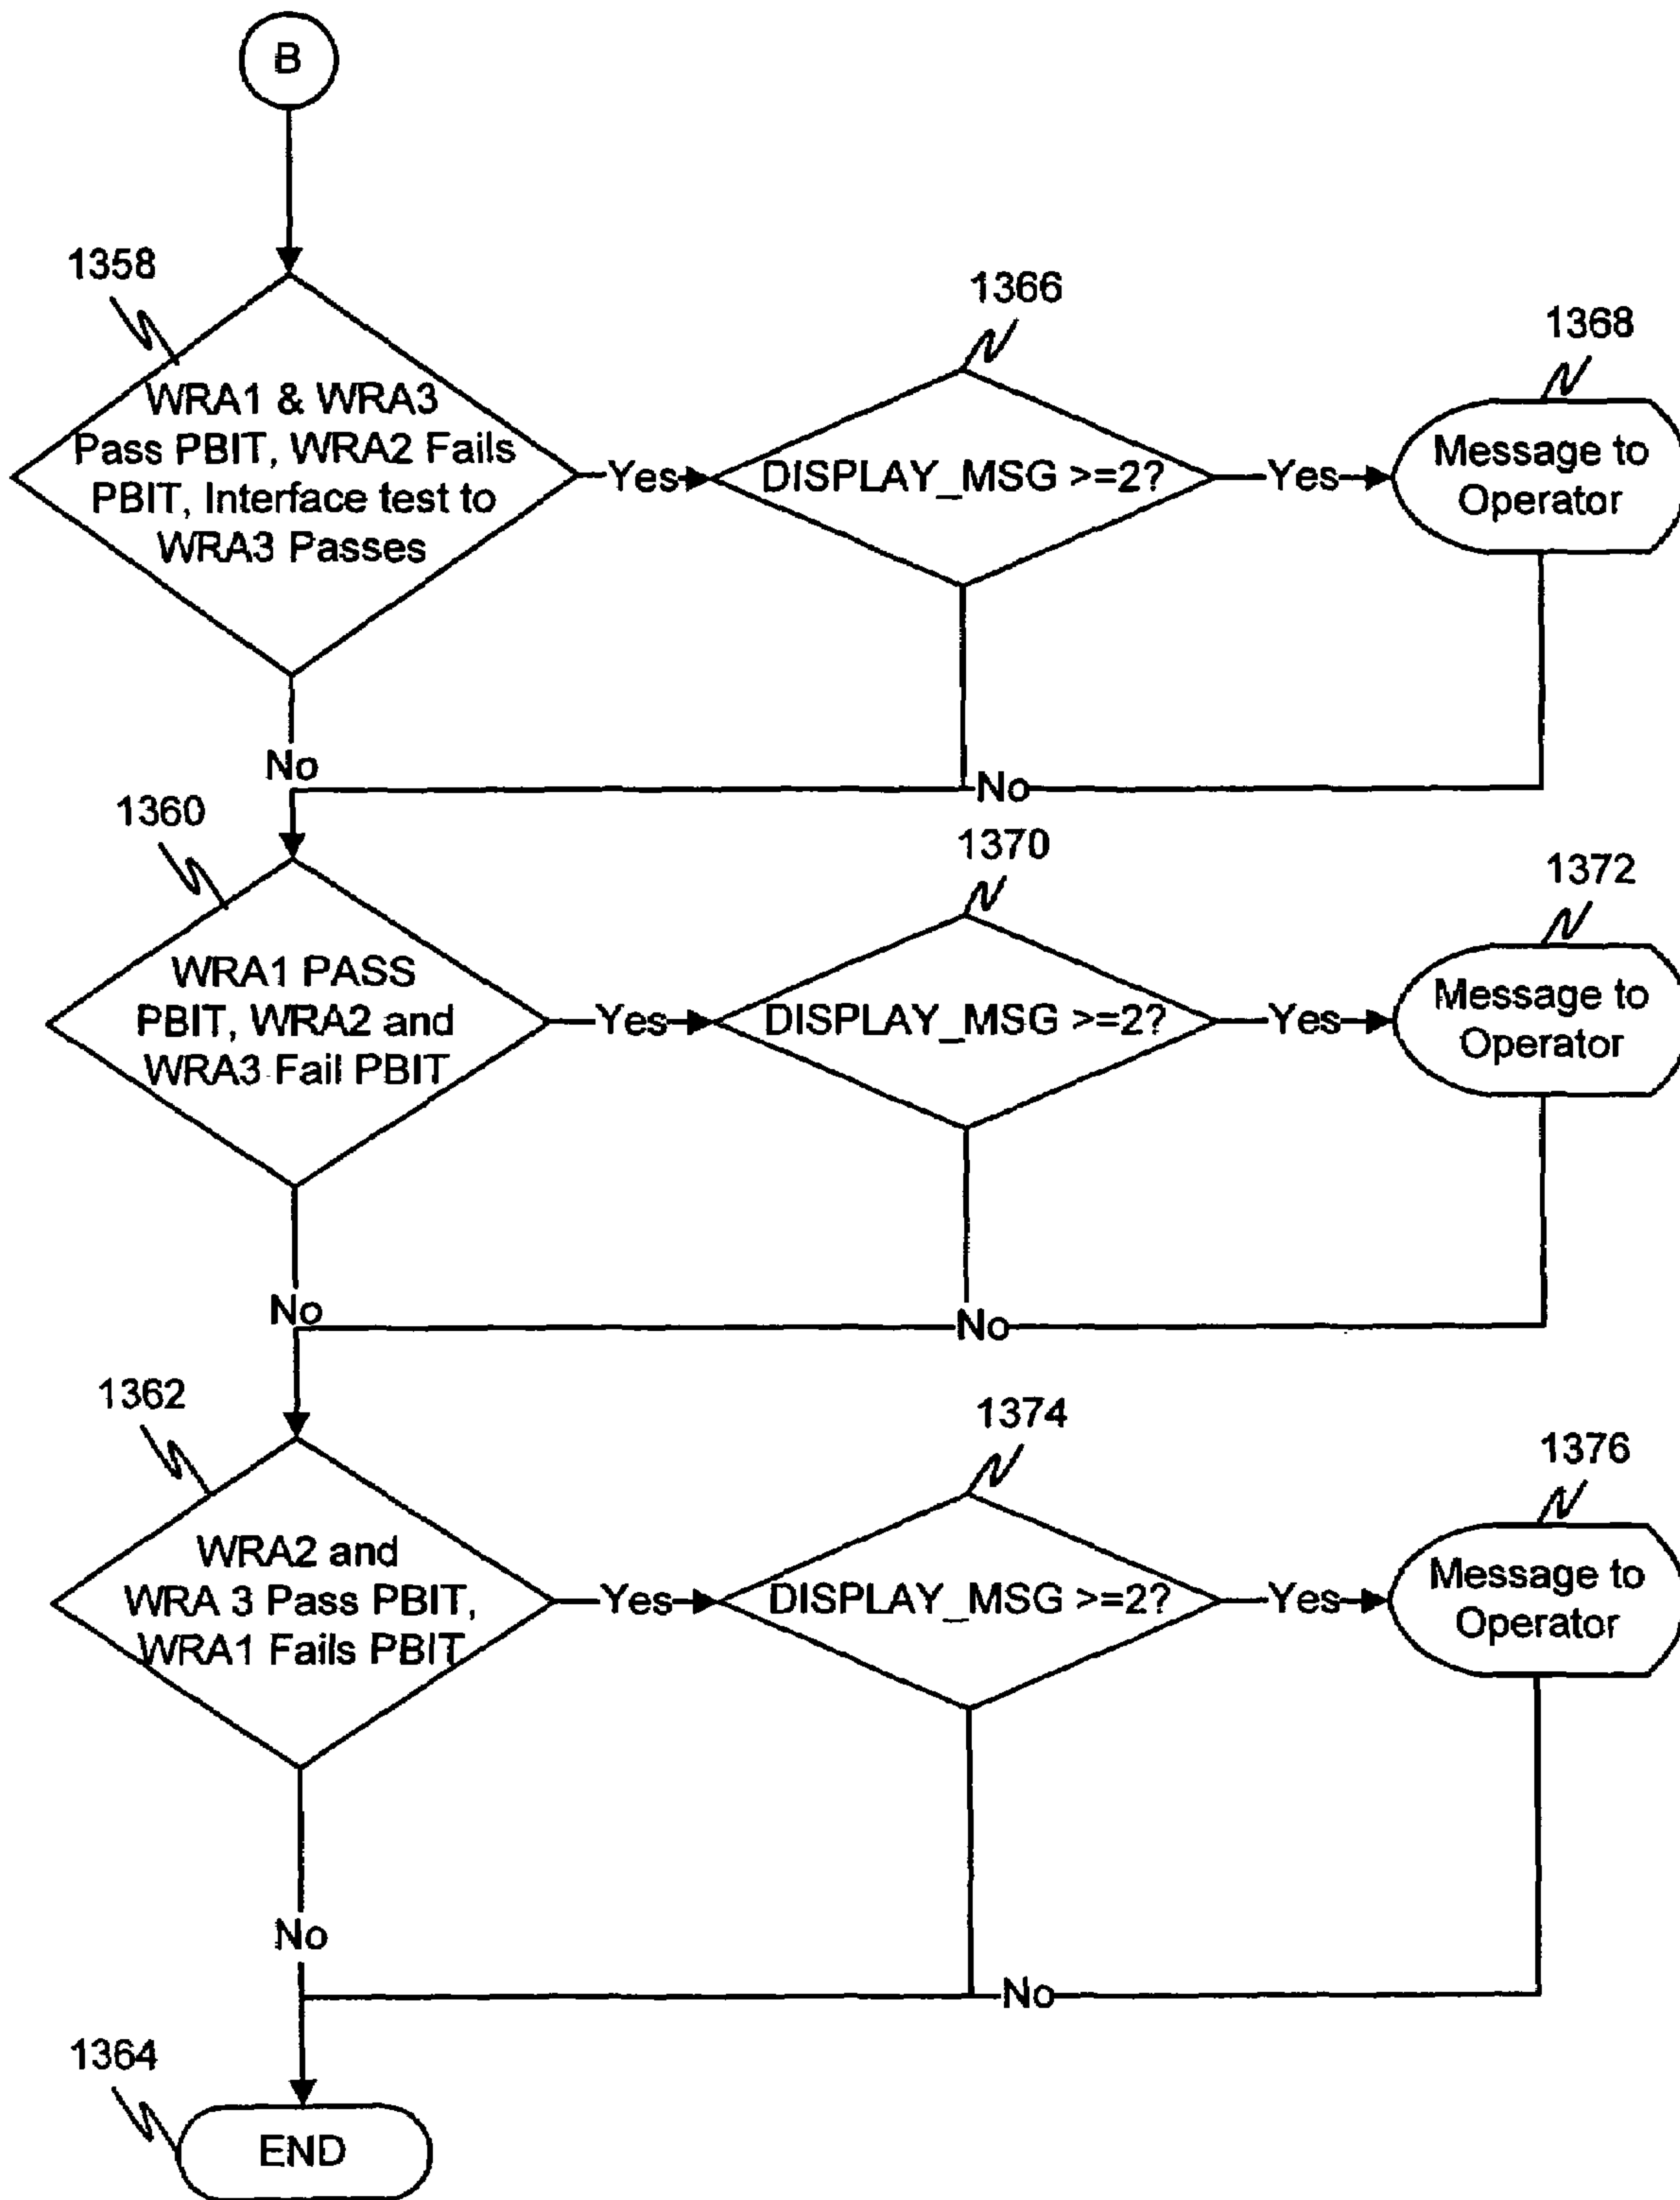 B
1358
WRA1 & WRA3
Pass PBIT, WRA2 Fails
PBIT, Interface test to
WRA3 Passes
Yes
1366
DISPLAY_MSG >=2?
Yes
1368
Message to
Operator
No
No
1360
WRA1 PASS
PBIT, WRA2 and
WRA3 Fail PBIT
Yes
1370
DISPLAY_MSG >=2?
Yes
1372
Message to
Operator
No
No
1362
WRA2 and
WRA 3 Pass PBIT,
WRA1 Fails PBIT
Yes
1374
DISPLAY_MSG >=2?
Yes
1376
Message to
Operator
No
No
1364
END